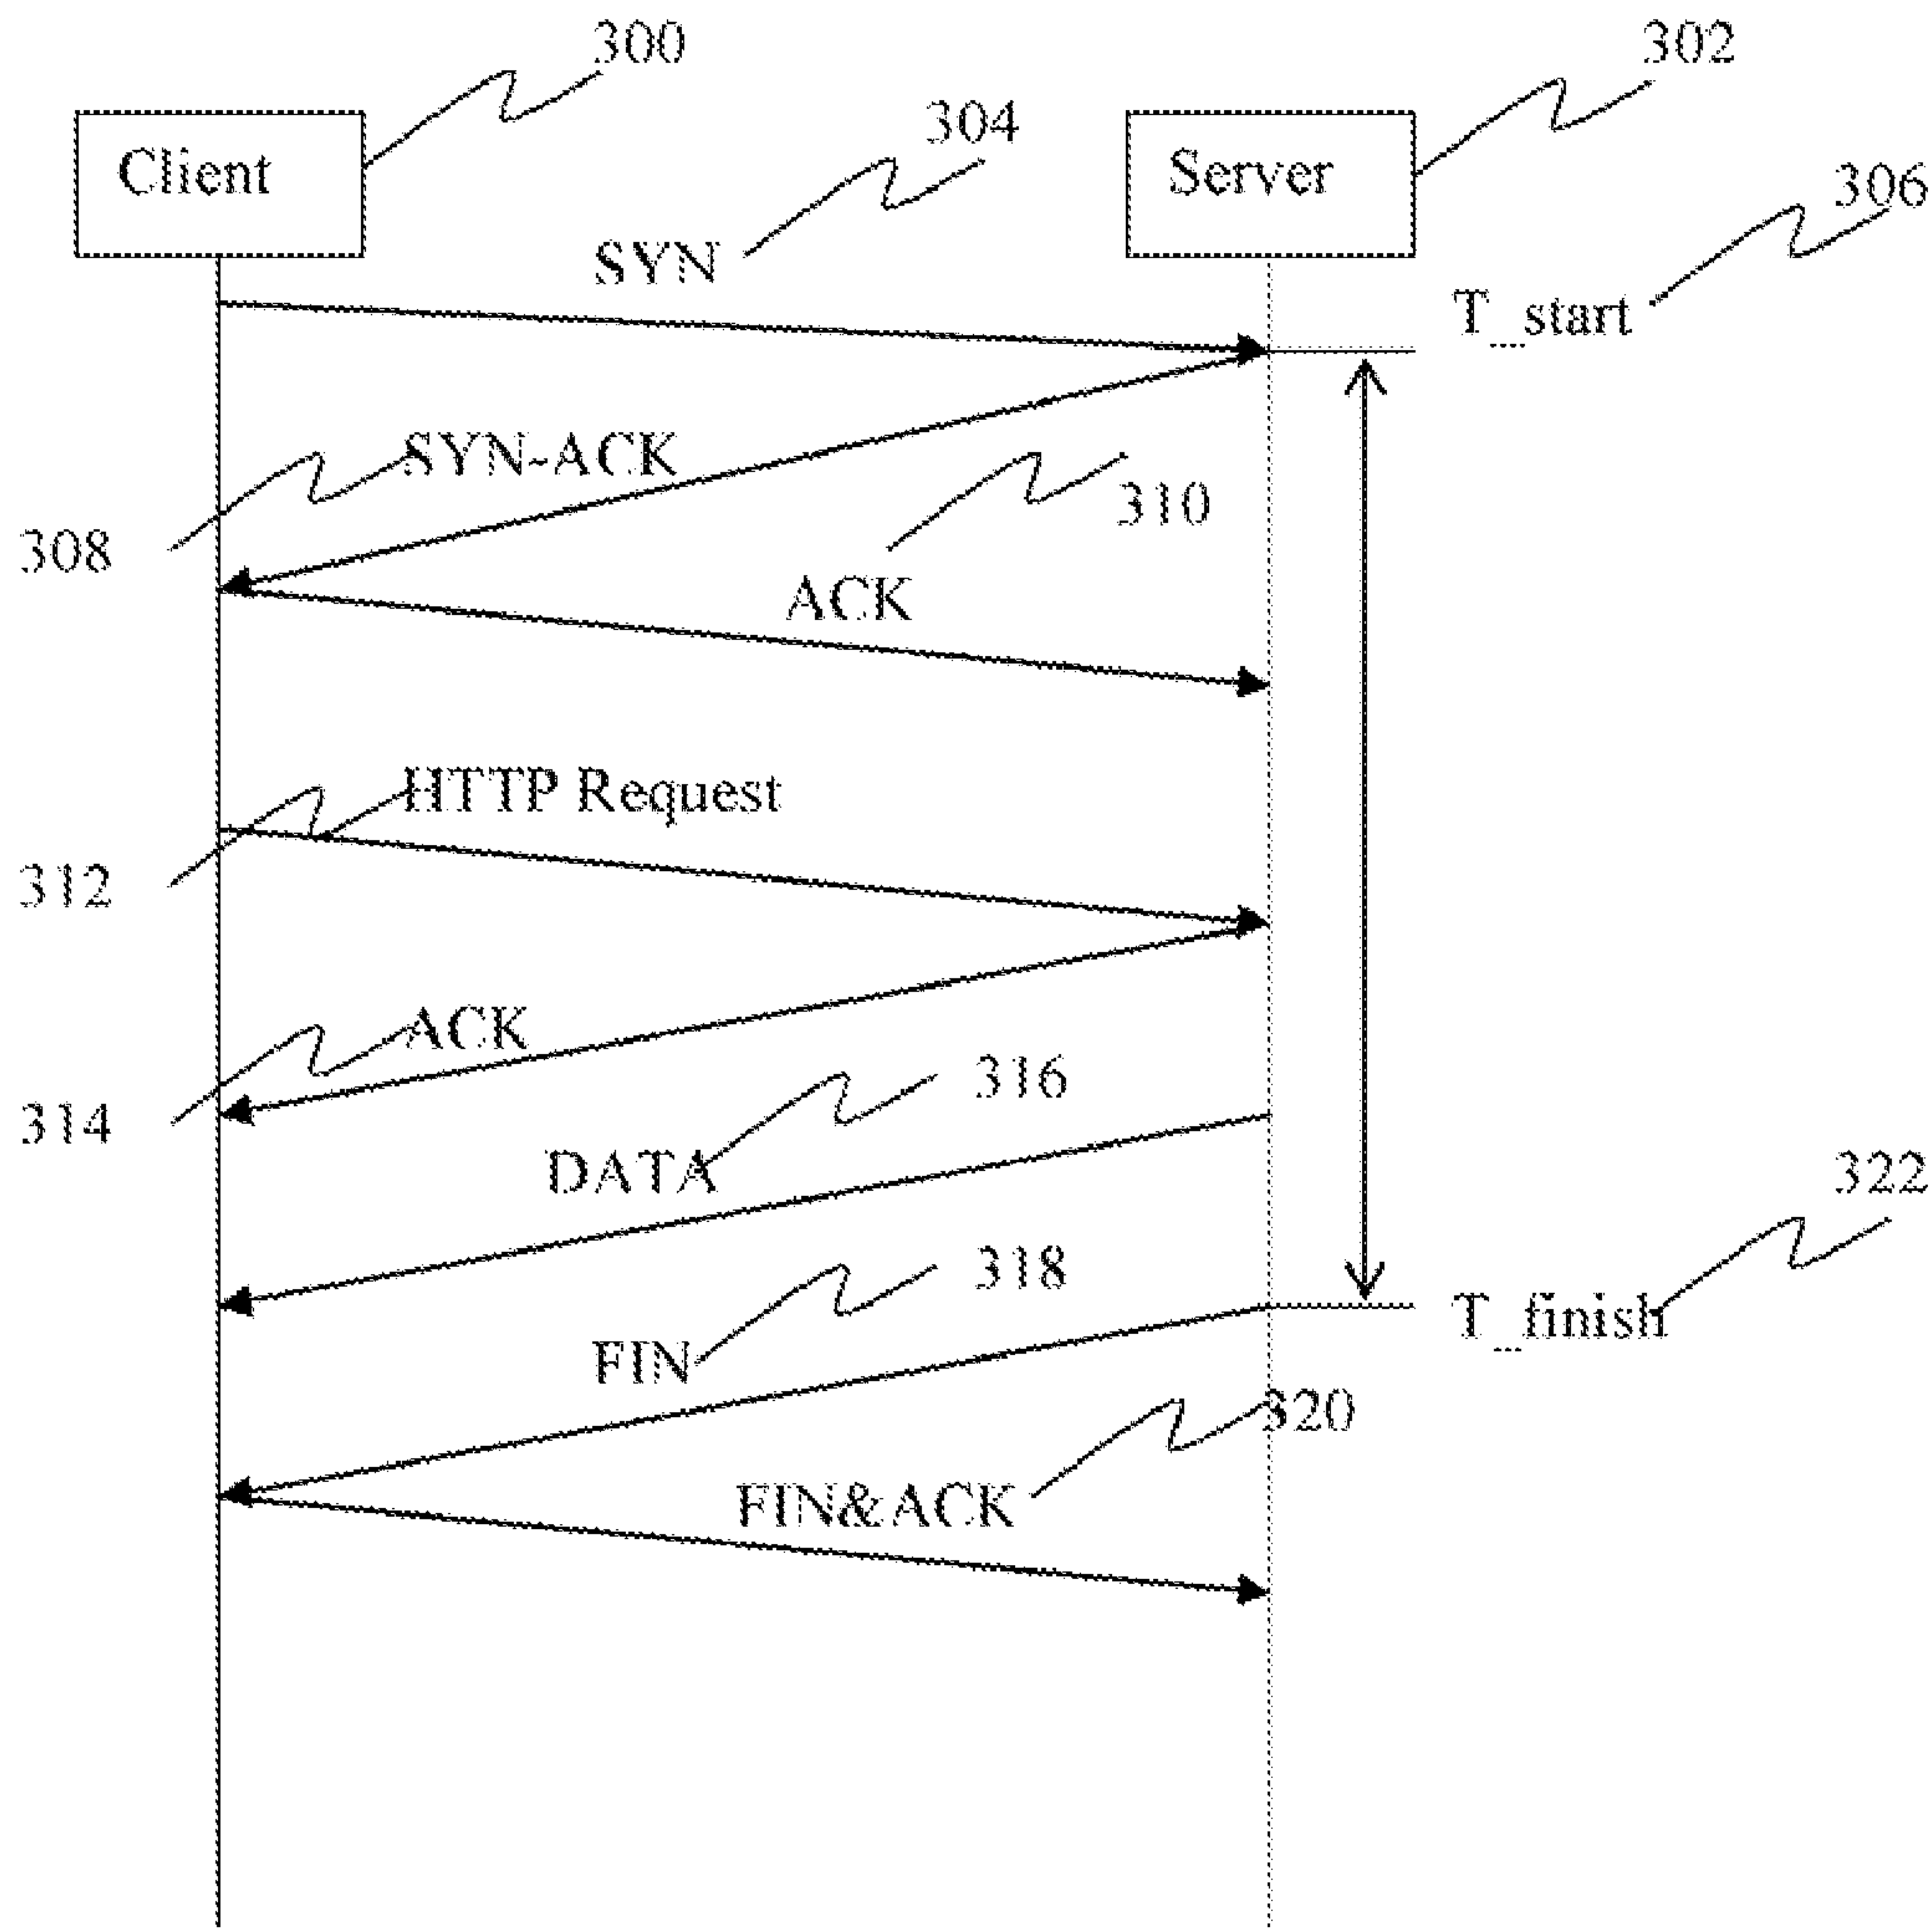 300
302
304
Client
Server
306
SYN
T_start
SYN-ACK
310
308
ACK
HTTP Request
312
ACK
316
314
DATA
322
318
T_finish
FIN
320
FIN&ACK